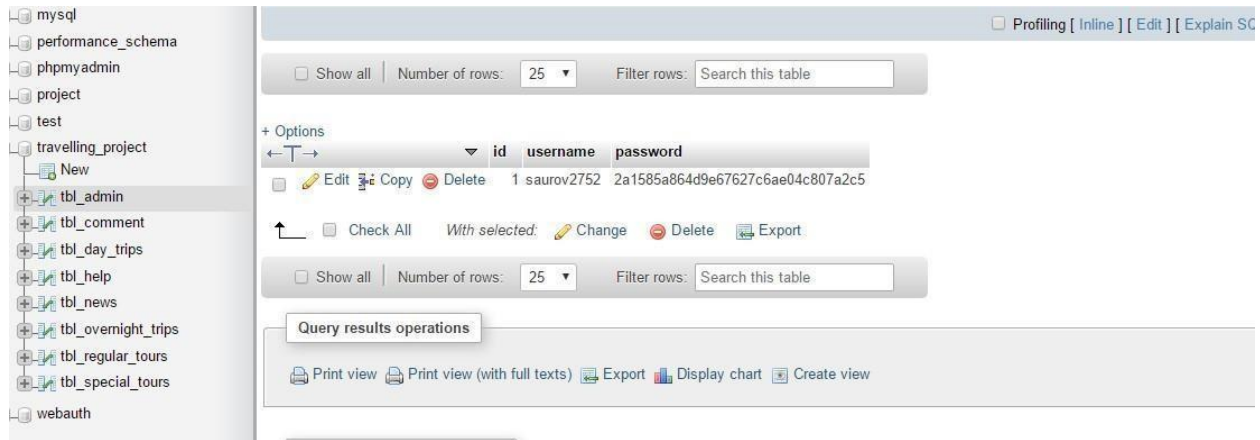 mysql
performance_schema
phpmyadmin
project
test
travelling_project
New
tbl_admin
tbl_comment
tbl_day_trips
tbl_help
tbl_news
tbl_overnight_trips
tbl_regular_tours
tbl_special_tours
webauth
Profiling [ Inline ] [ Edit ] [ Explain SQ
Show all Number of rows: 25 Filter rows: Search this table
+ Options
←T→ id username password
Edit Copy Delete 1 saurov2752 2a1585a864d9e67627c6ae04c807a2c5
Check All With selected: Change Delete Export
Show all Number of rows: 25 Filter rows: Search this table
Query results operations
Print view Print view (with full texts) Export Display chart Create view